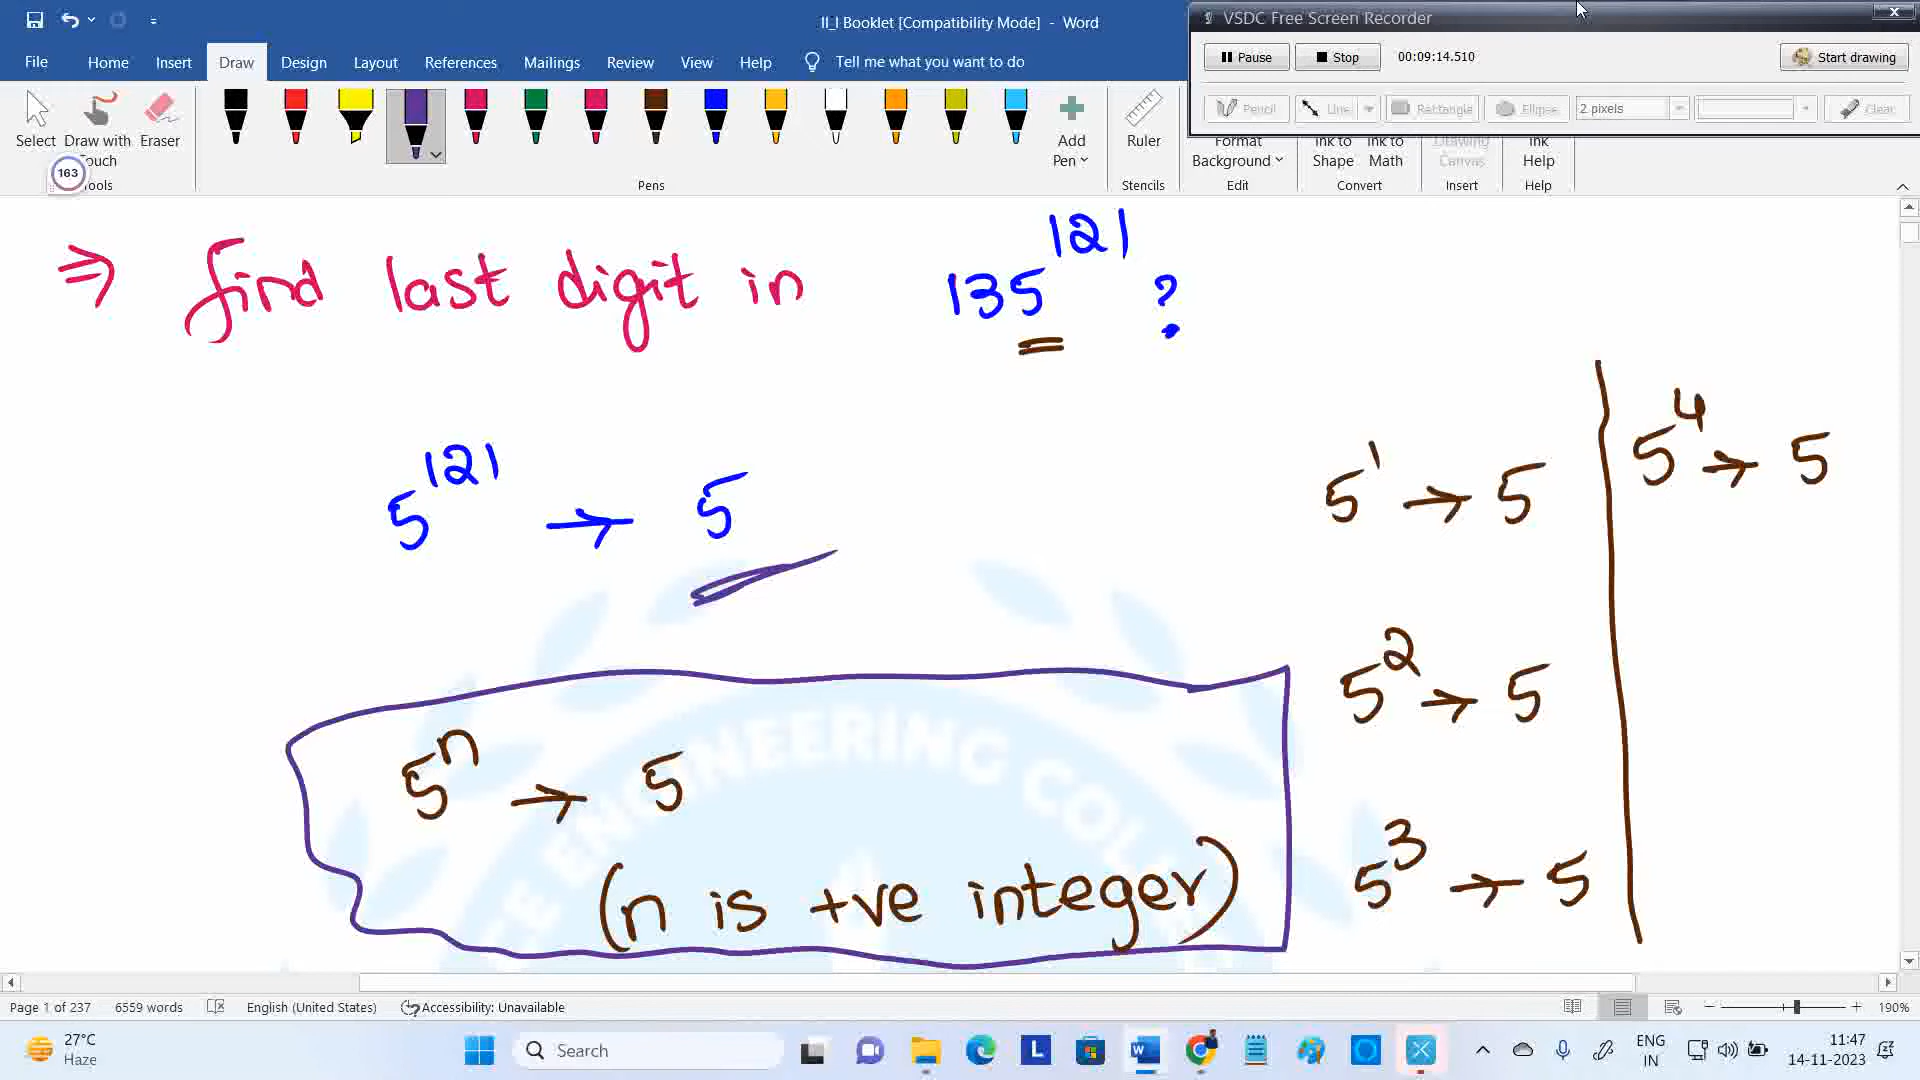 II_I Booklet [Compatibility Mode] - Word
VSDC Free Screen Recorder
Pause Stop 00:09:14.510 Start drawing
Pencil Line Rectangle Ellipse 2 pixels Clear
File Home Insert Draw Design Layout References Mailings Review View Help Tell me what you want to do
Select Draw with Touch Eraser Add Pen Ruler Format Background Ink to Shape Ink to Math Drawing Canvas Ink Help
163
Tools Pens Stencils Edit Convert Insert Help
⇒ find last digit in 135^121 ?
5^121 → 5
5^1 → 5
5^2 → 5
5^3 → 5
5^4 → 5
5^n → 5
(n is +ve integer)
ENGINEERING
Page 1 of 237 6559 words English (United States) Accessibility: Unavailable 190%
27°C
Haze
Search
ENG
IN
11:47
14-11-2023